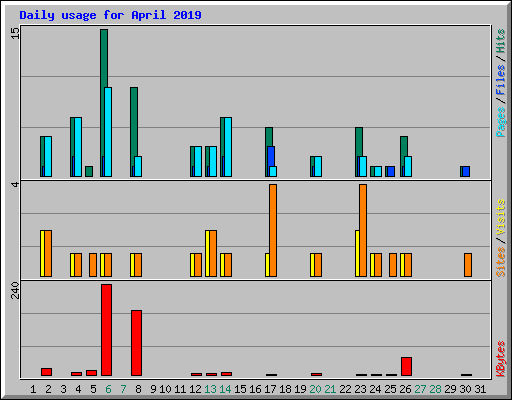 Daily usage for April 2019
15
Pages / Files / Hits
4
Sites / Visits
240
KBytes
1 2 3 4 5 6 7 8 9 10 11 12 13 14 15 16 17 18 19 20 21 22 23 24 25 26 27 28 29 30 31